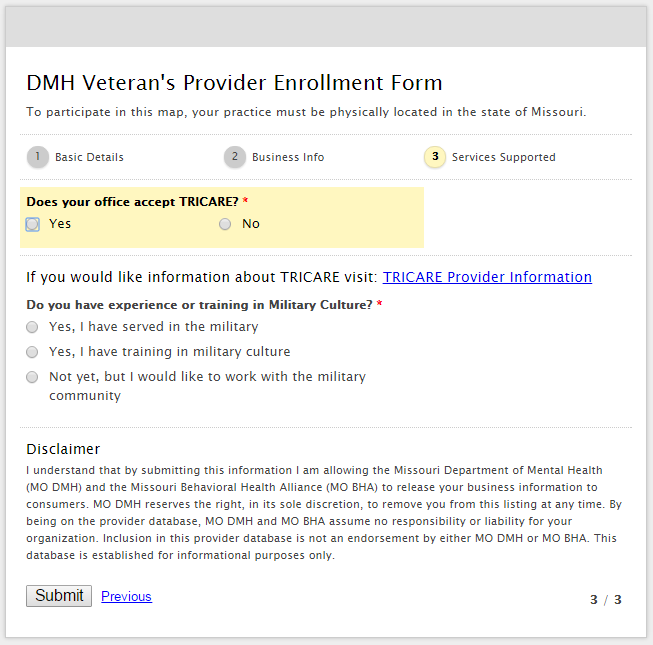 DMH Veteran's Provider Enrollment Form
To participate in this map, your practice must be physically located in the state of Missouri.
1 Basic Details 2 Business Info 3 Services Supported
Does your office accept TRICARE? *
Yes No
If you would like information about TRICARE visit: TRICARE Provider Information
Do you have experience or training in Military Culture? *
Yes, I have served in the military
Yes, I have training in military culture
Not yet, but I would like to work with the military
community
Disclaimer
I understand that by submitting this information I am allowing the Missouri Department of Mental Health
(MO DMH) and the Missouri Behavioral Health Alliance (MO BHA) to release your business information to
consumers. MO DMH reserves the right, in its sole discretion, to remove you from this listing at any time. By
being on the provider database, MO DMH and MO BHA assume no responsibility or liability for your
organization. Inclusion in this provider database is not an endorsement by either MO DMH or MO BHA. This
database is established for informational purposes only.
Submit Previous 3 / 3